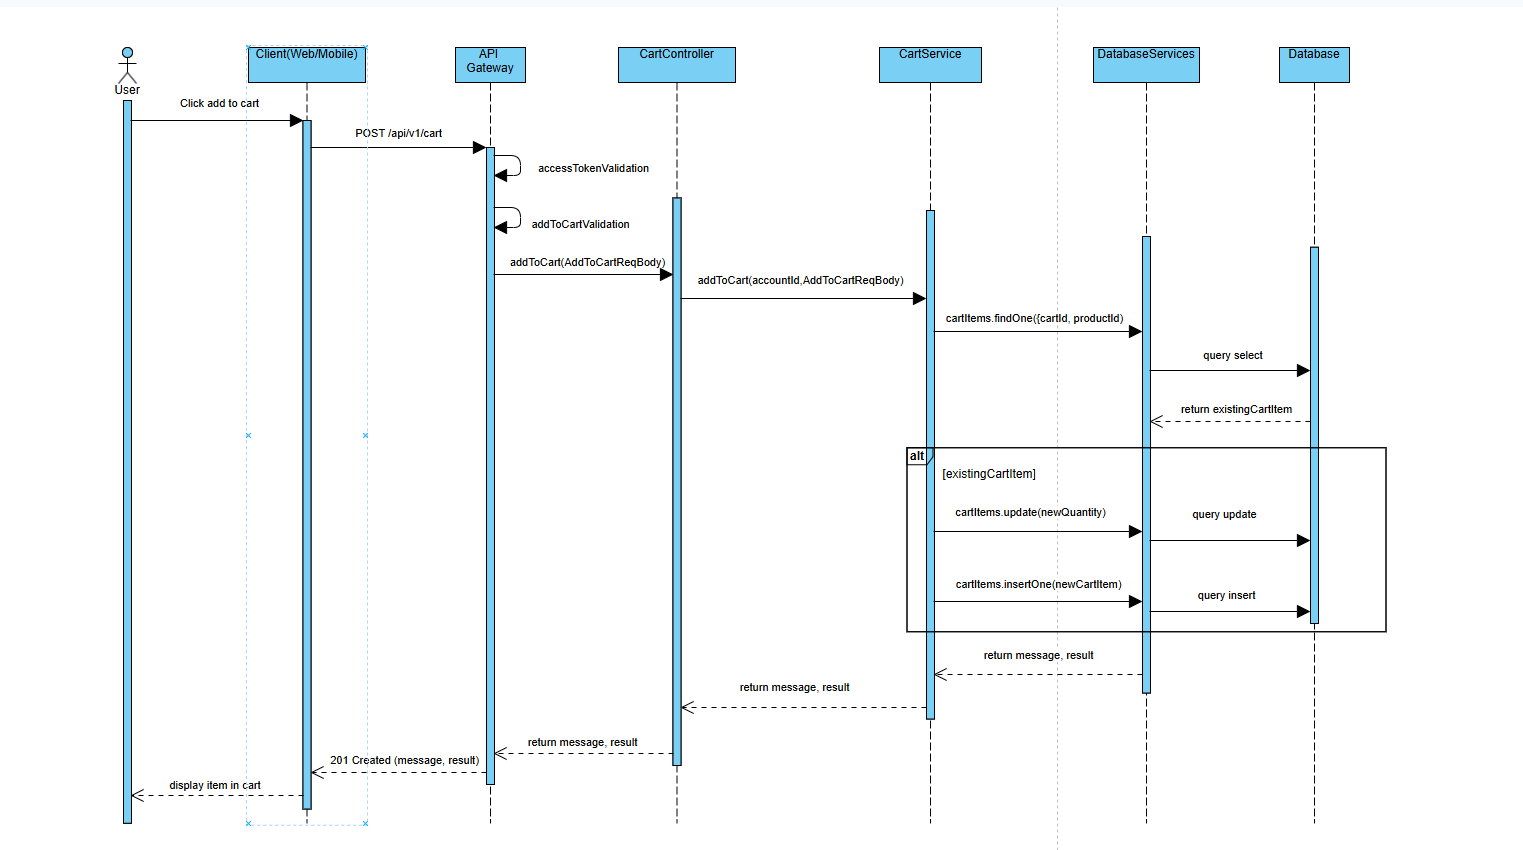 Client(Web/Mobile)
API
Gateway
CartController
CartService
DatabaseServices
Database
User
Click add to cart
POST /api/v1/cart
accessTokenValidation
addToCartValidation
addToCart(AddToCartReqBody)
addToCart(accountId,AddToCartReqBody)
cartItems.findOne({cartId, productId)
query select
return existingCartItem
alt
[existingCartItem]
cartItems.update(newQuantity)
query update
cartItems.insertOne(newCartItem)
query insert
return message, result
return message, result
return message, result
201 Created (message, result)
display item in cart